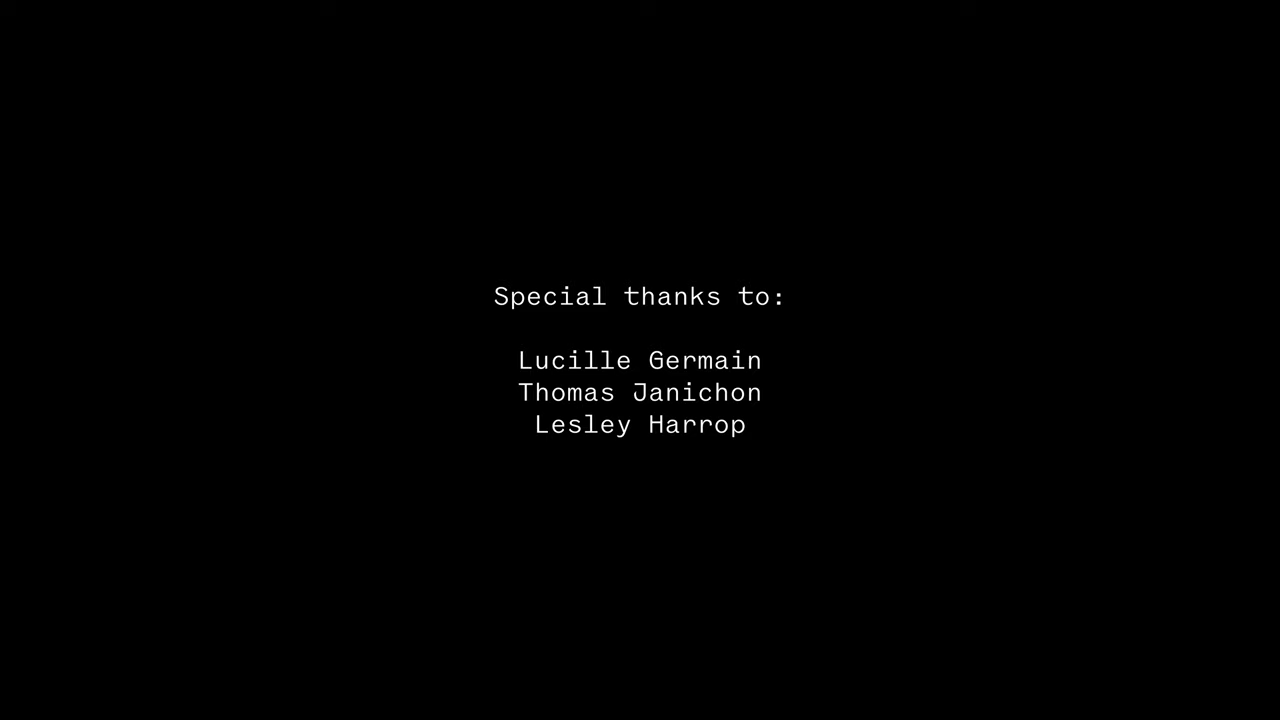 Special thanks to:
Lucille Germain
Thomas Janichon
Lesley Harrop